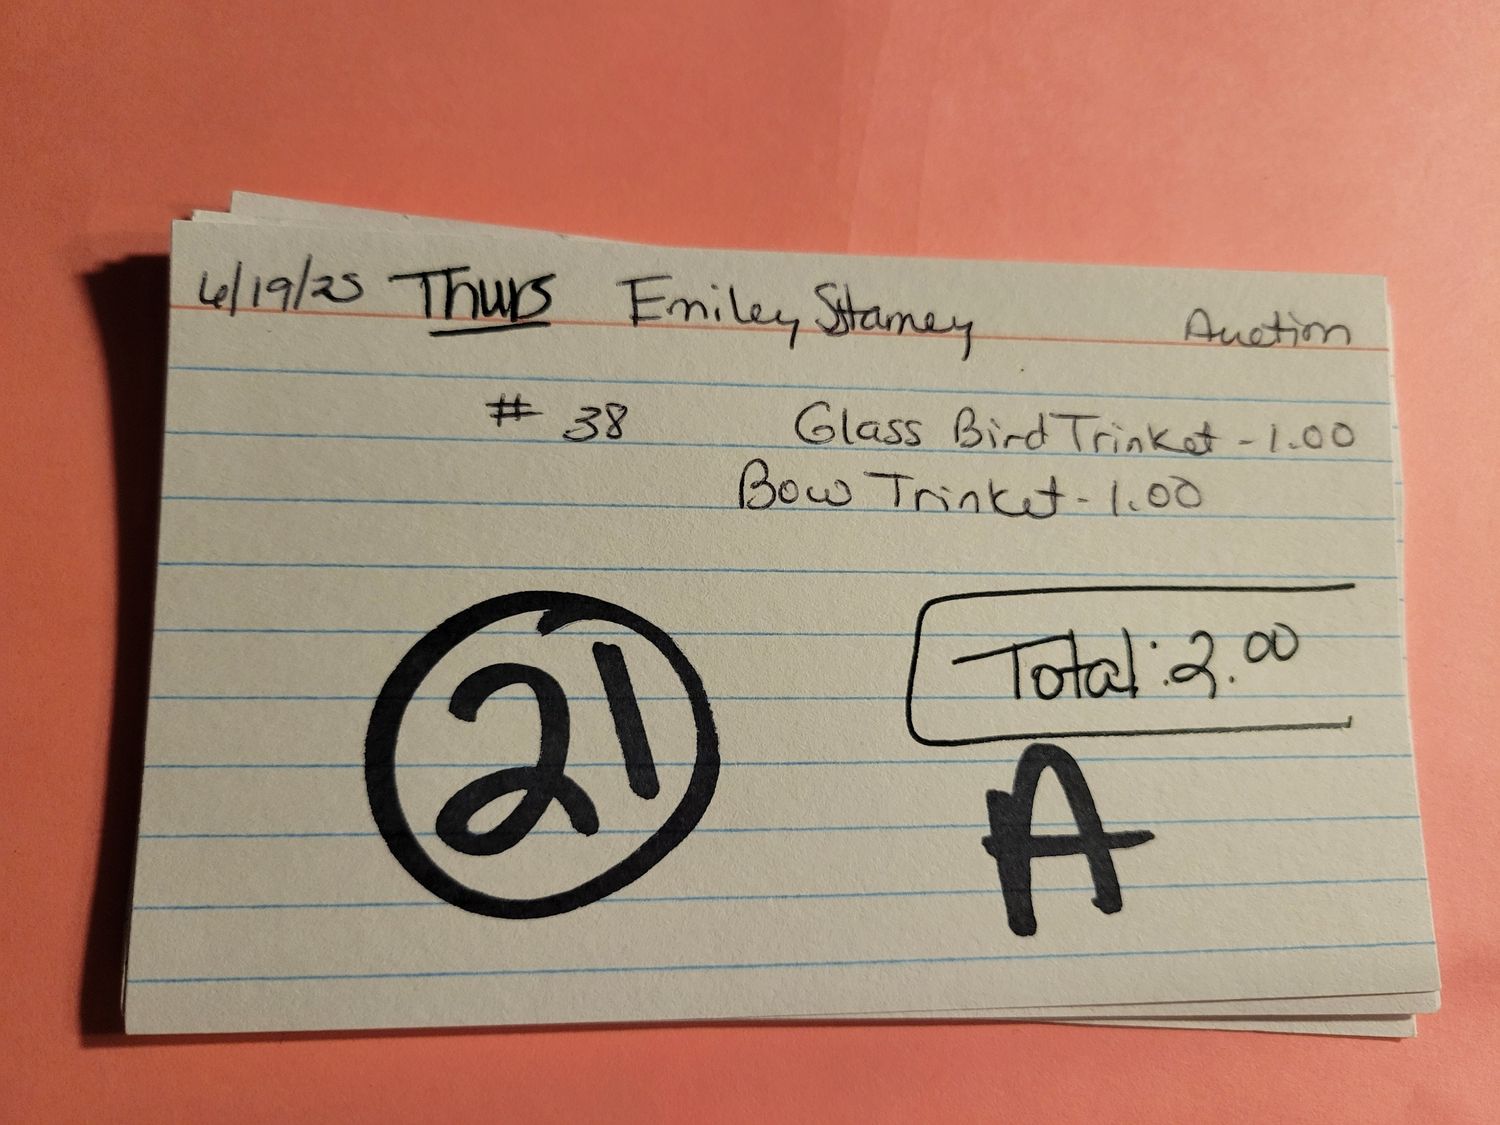 6/19/25 Thurs Emiley Stamey Auction
# 38 Glass Bird Trinket - 1.00
Bow Trinket - 1.00
Total: 2.00
21
A